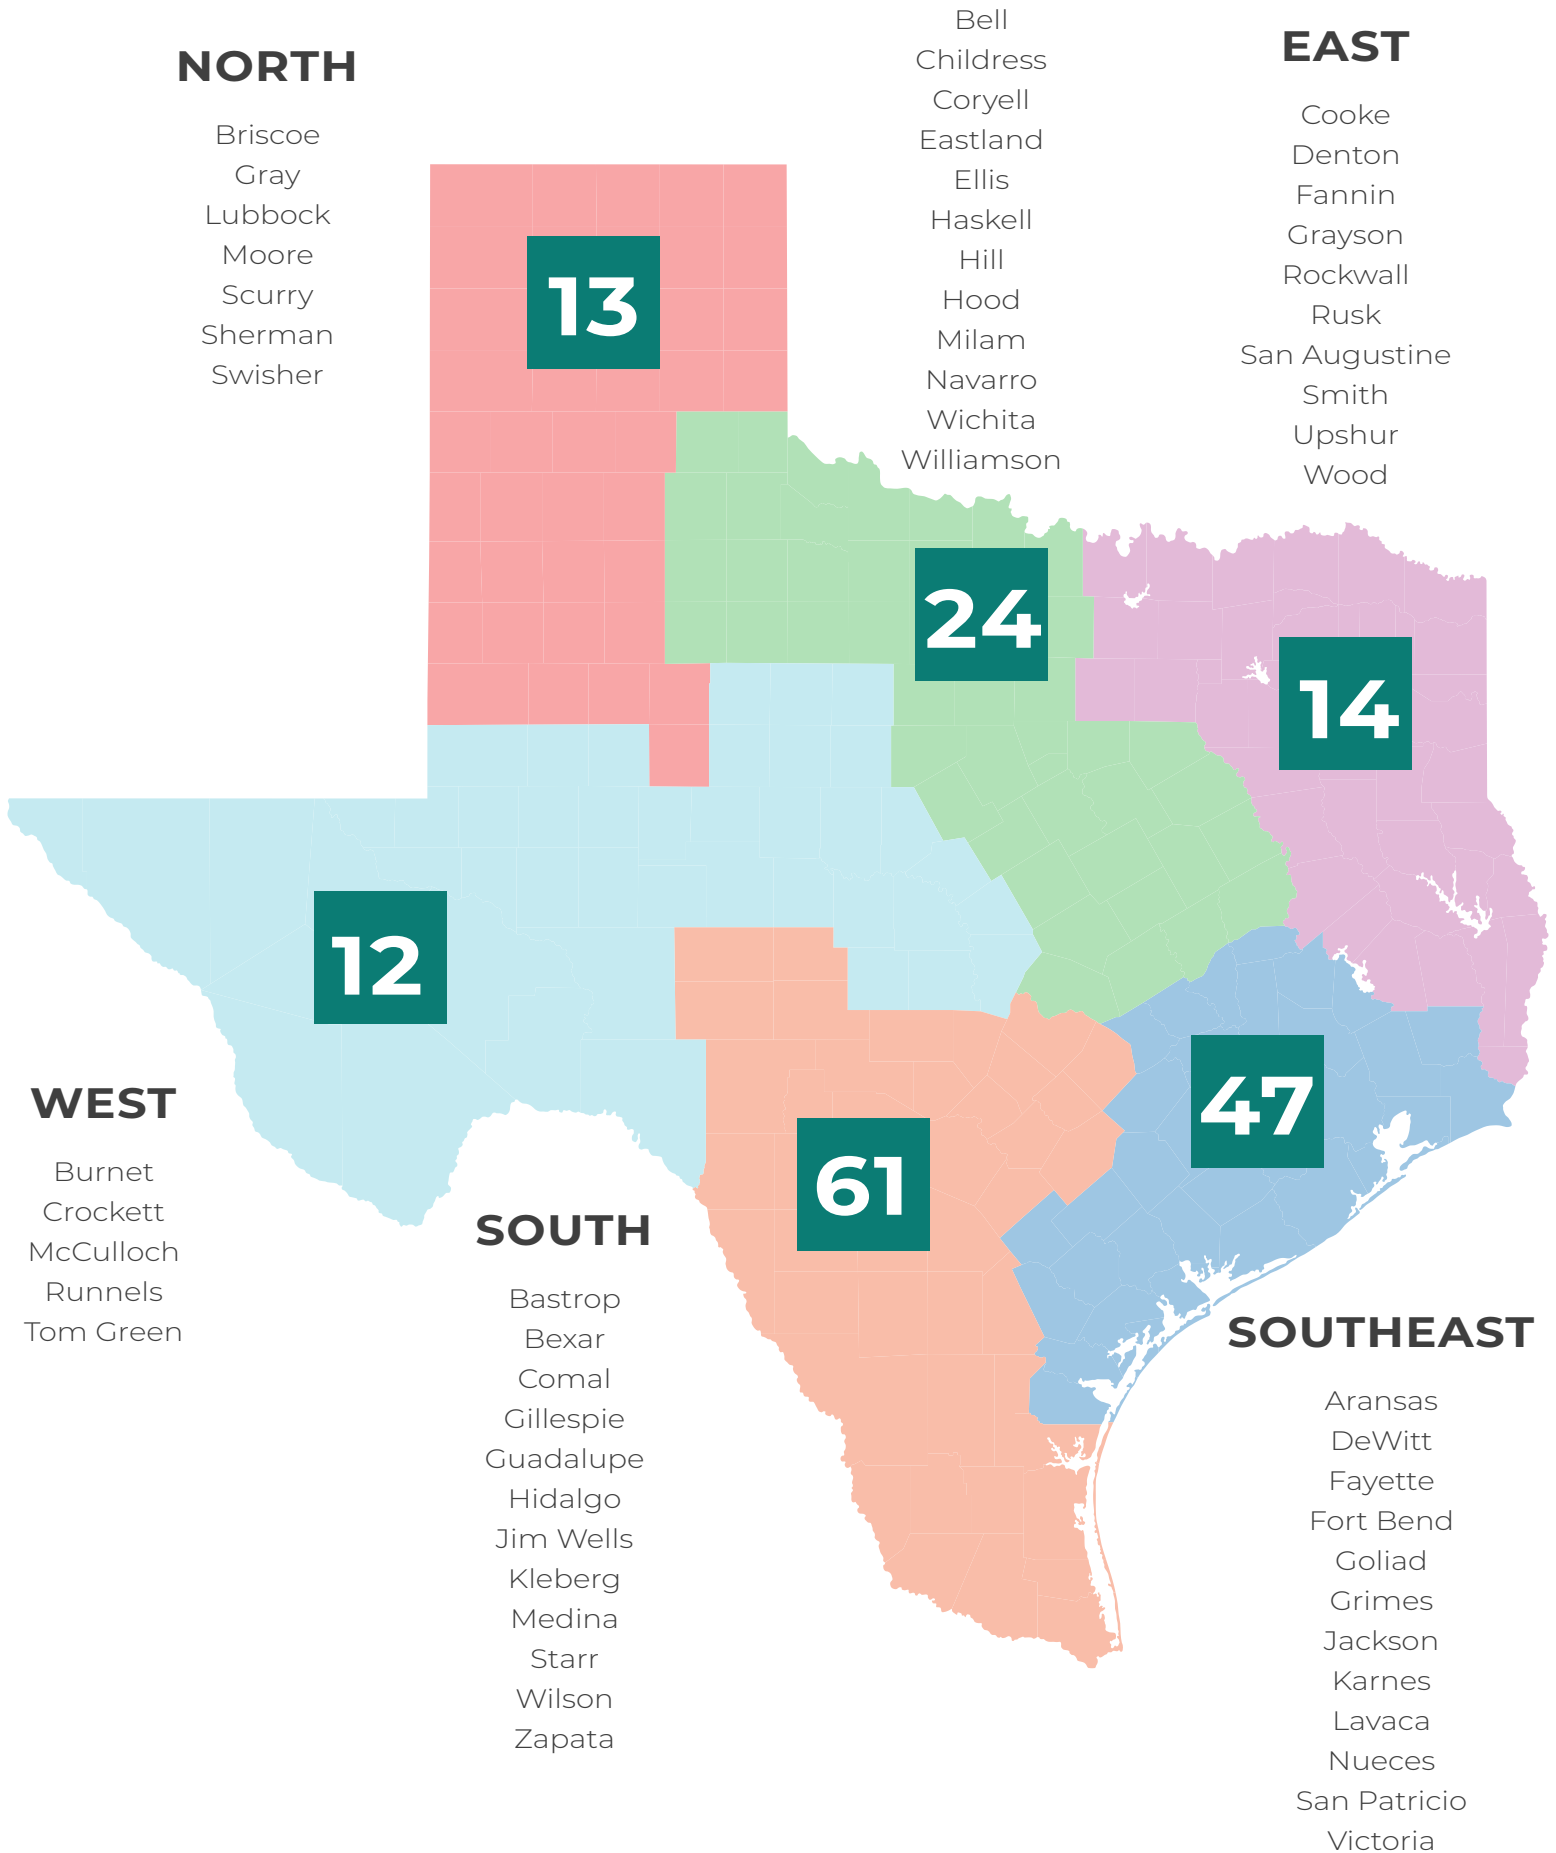 NORTH
Briscoe
Gray
Lubbock
Moore
Scurry
Sherman
Swisher
Bell
Childress
Coryell
Eastland
Ellis
Haskell
Hill
Hood
Milam
Navarro
Wichita
Williamson
EAST
Cooke
Denton
Fannin
Grayson
Rockwall
Rusk
San Augustine
Smith
Upshur
Wood
13
24
14
12
47
61
WEST
Burnet
Crockett
McCulloch
Runnels
Tom Green
SOUTH
Bastrop
Bexar
Comal
Gillespie
Guadalupe
Hidalgo
Jim Wells
Kleberg
Medina
Starr
Wilson
Zapata
SOUTHEAST
Aransas
DeWitt
Fayette
Fort Bend
Goliad
Grimes
Jackson
Karnes
Lavaca
Nueces
San Patricio
Victoria